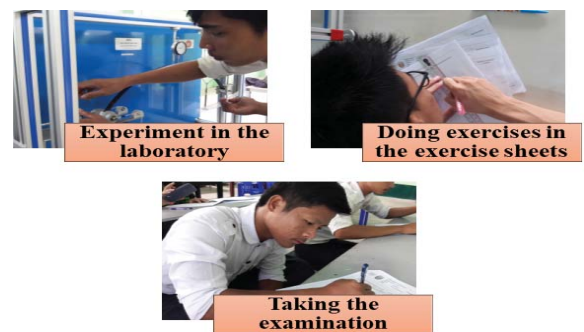 Experiment in the
laboratory
Doing exercises in
the exercise sheets
Taking the
examination